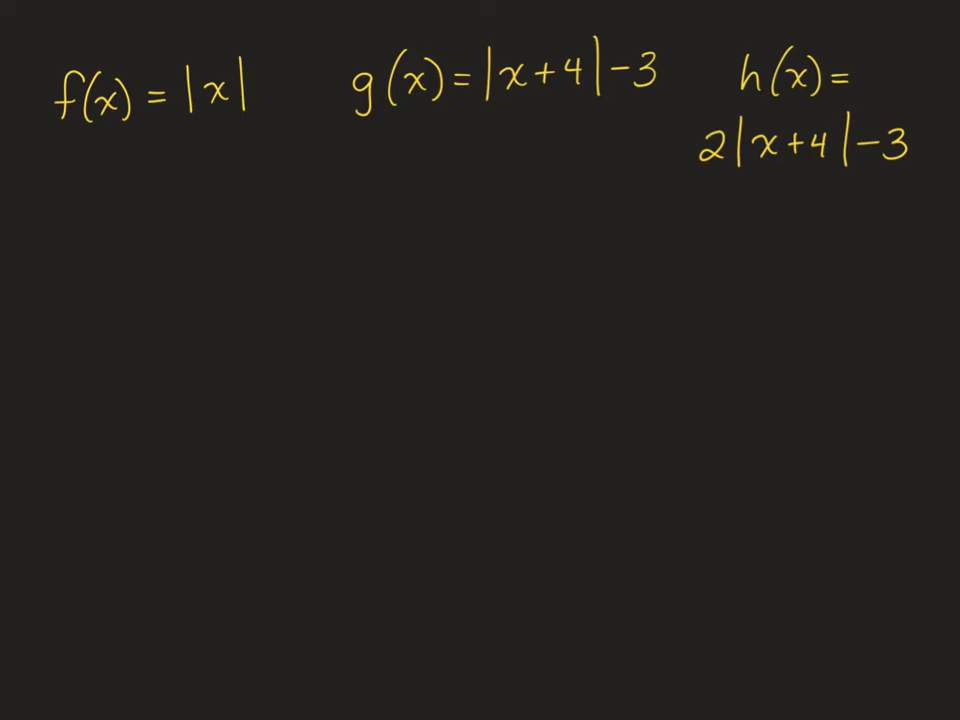 f(x) = |x|
g(x) = |x+4| -3
h(x) =
2|x+4| -3